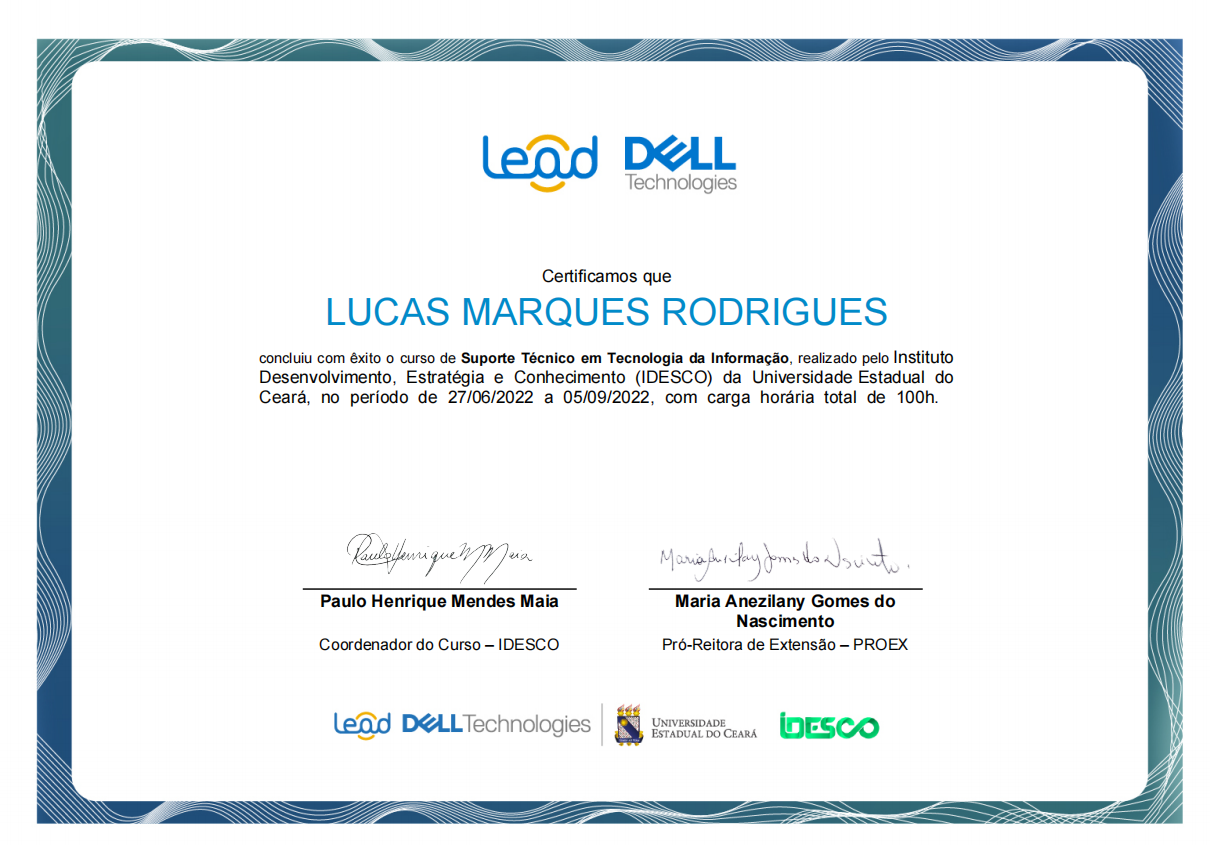 Lead DELL Technologies
Certificamos que
LUCAS MARQUES RODRIGUES
concluiu com êxito o curso de Suporte Técnico em Tecnologia da Informação, realizado pelo Instituto
Desenvolvimento, Estratégia e Conhecimento (IDESCO) da Universidade Estadual do
Ceará, no período de 27/06/2022 a 05/09/2022, com carga horária total de 100h.
Paulo Henrique M Maia
Paulo Henrique Mendes Maia
Coordenador do Curso – IDESCO
Maria Anezilany Gomes do Nascimento
Maria Anezilany Gomes do
Nascimento
Pró-Reitora de Extensão – PROEX
Lead DELL Technologies UNIVERSIDADE
ESTADUAL DO CEARÁ
iDESCO